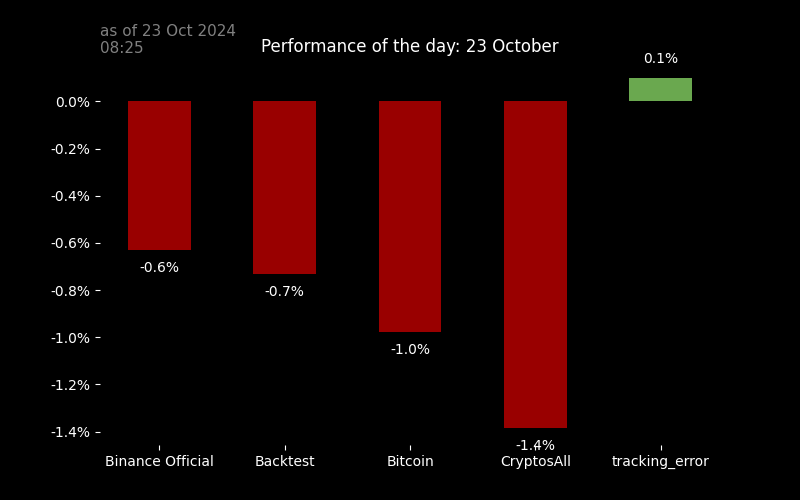 as of 23 Oct 2024
08:25
Performance of the day: 23 October
0.1%
0.0%
-0.2%
-0.4%
-0.6%
-0.8%
-1.0%
-1.2%
-1.4%
-0.6%
-0.7%
-1.0%
-1.4%
Binance Official
Backtest
Bitcoin
CryptosAll
tracking_error